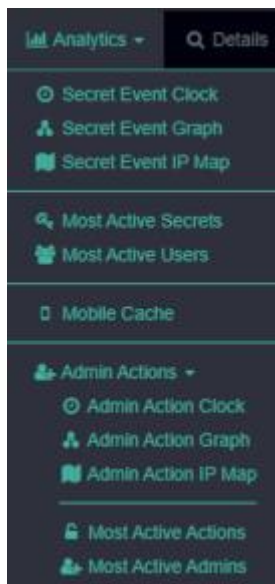 Analytics Details
Secret Event Clock
Secret Event Graph
Secret Event IP Map
Most Active Secrets
Most Active Users
Mobile Cache
Admin Actions
Admin Action Clock
Admin Action Graph
Admin Action IP Map
Most Active Actions
Most Active Admins